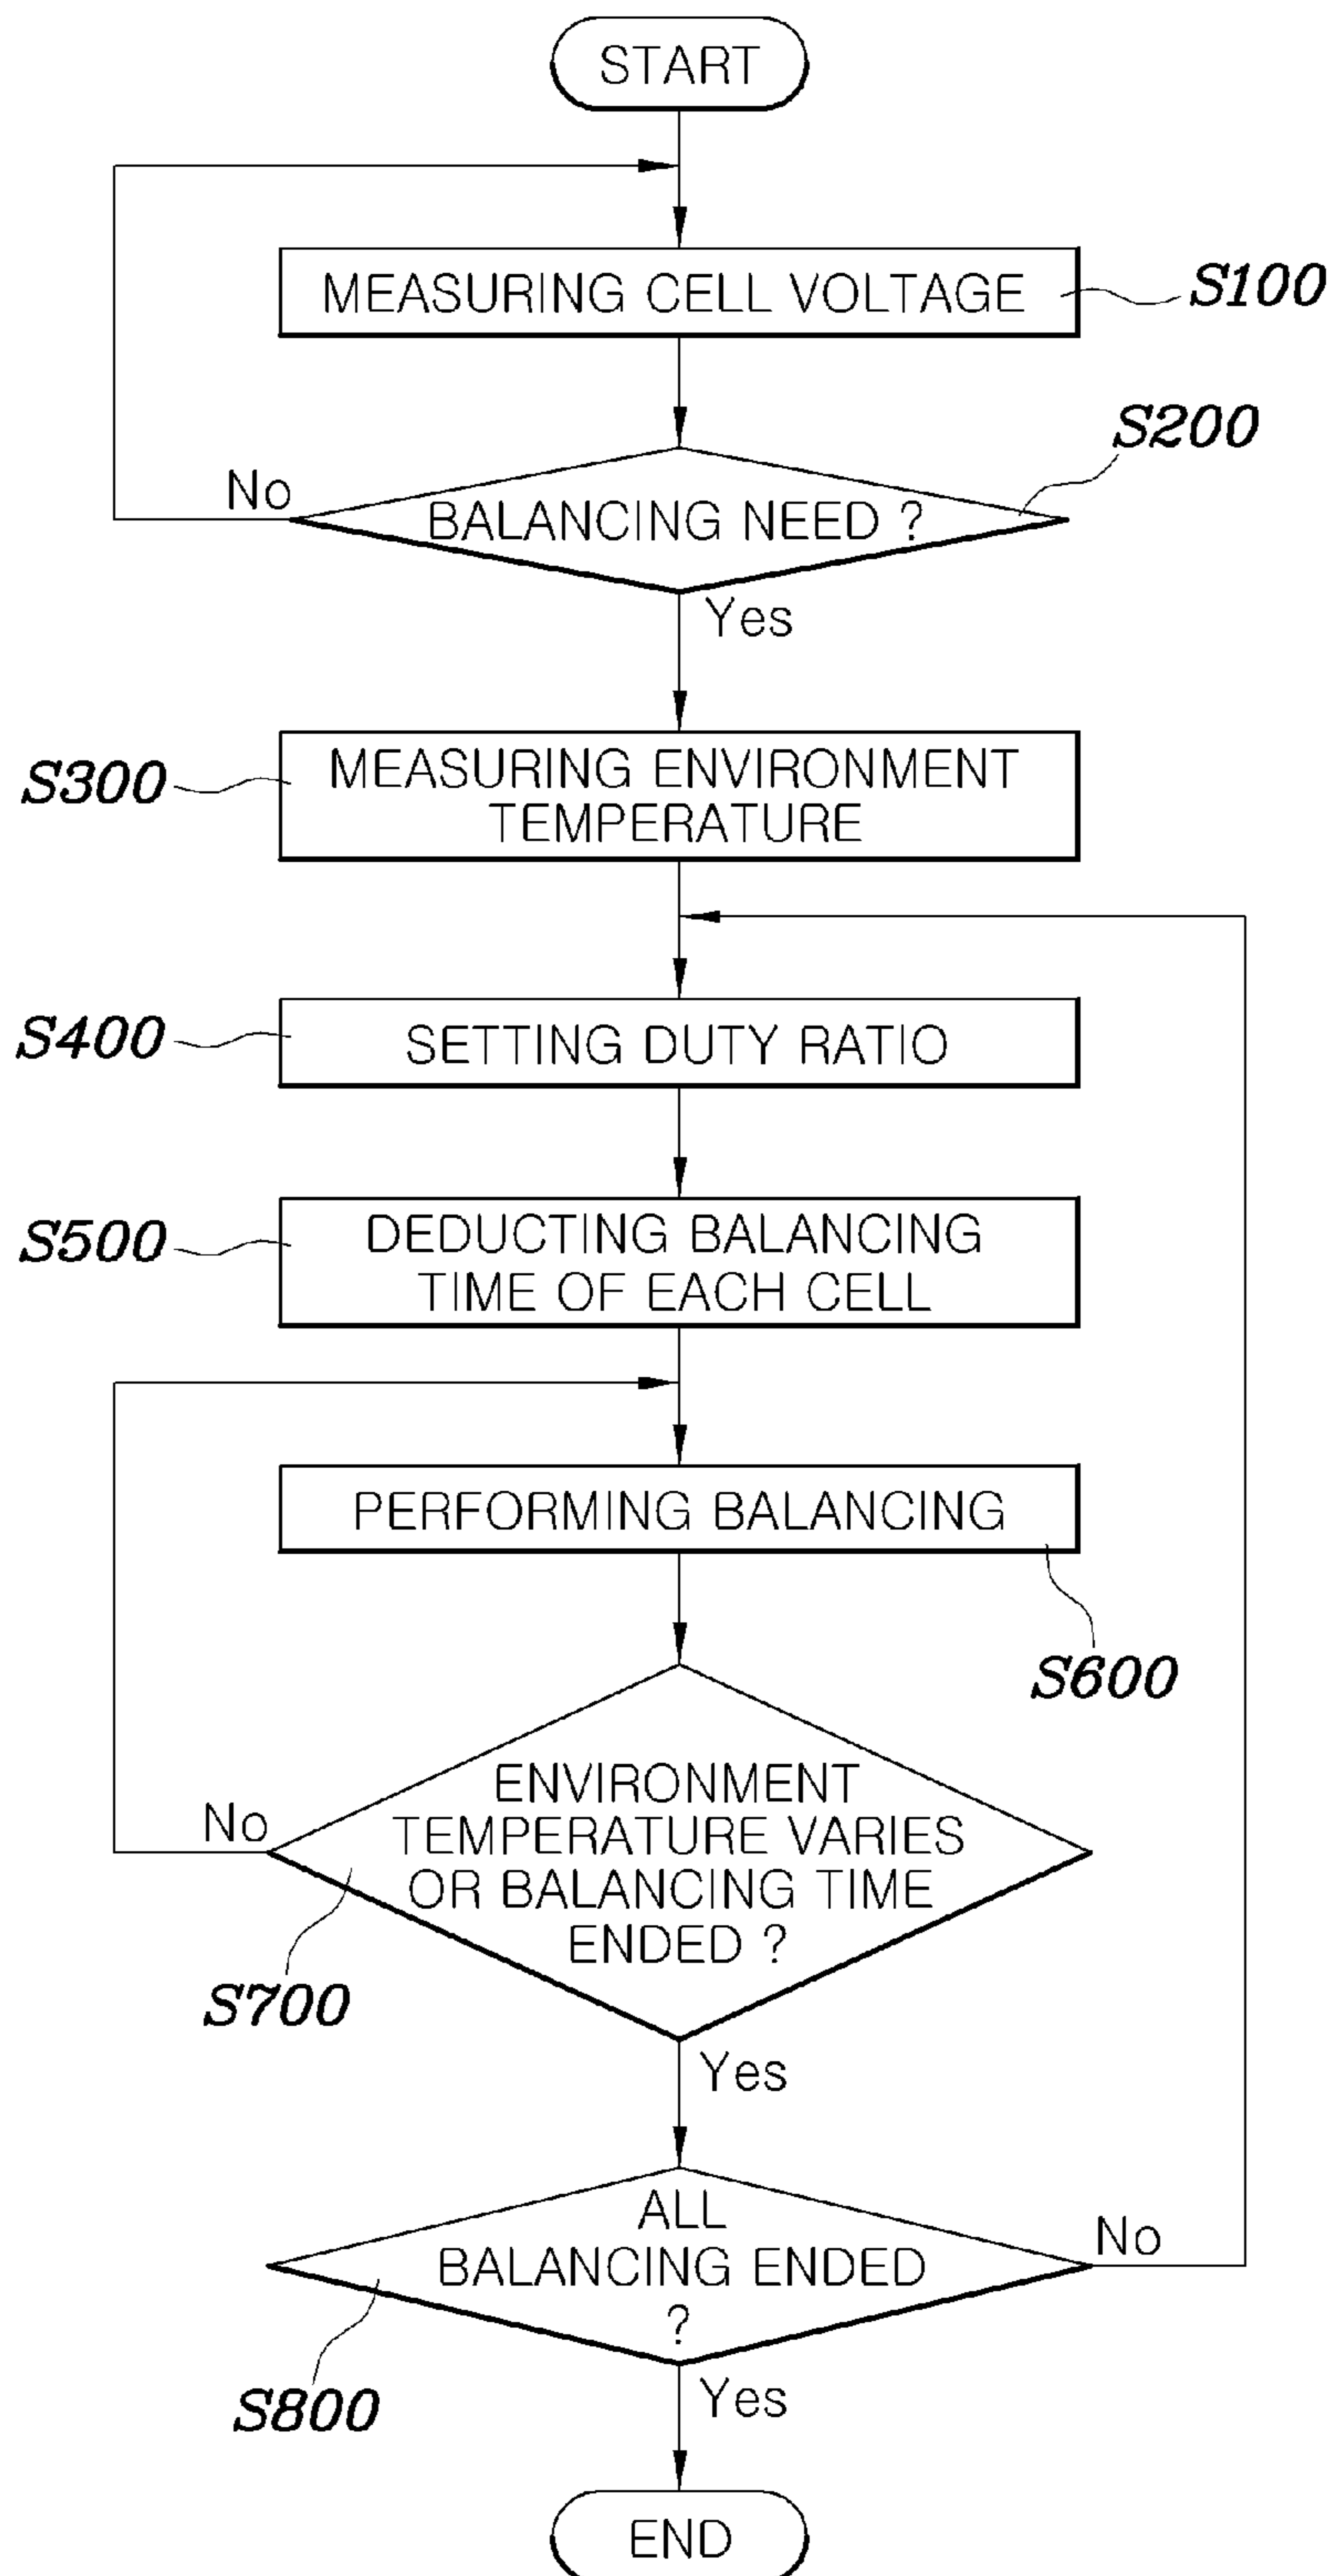 START
MEASURING CELL VOLTAGE
S100
S200
No
BALANCING NEED ?
Yes
S300
MEASURING ENVIRONMENT
TEMPERATURE
S400
SETTING DUTY RATIO
S500
DEDUCTING BALANCING
TIME OF EACH CELL
PERFORMING BALANCING
S600
ENVIRONMENT
No
TEMPERATURE VARIES
OR BALANCING TIME
ENDED ?
S700
Yes
ALL
No
BALANCING ENDED
?
S800
Yes
END